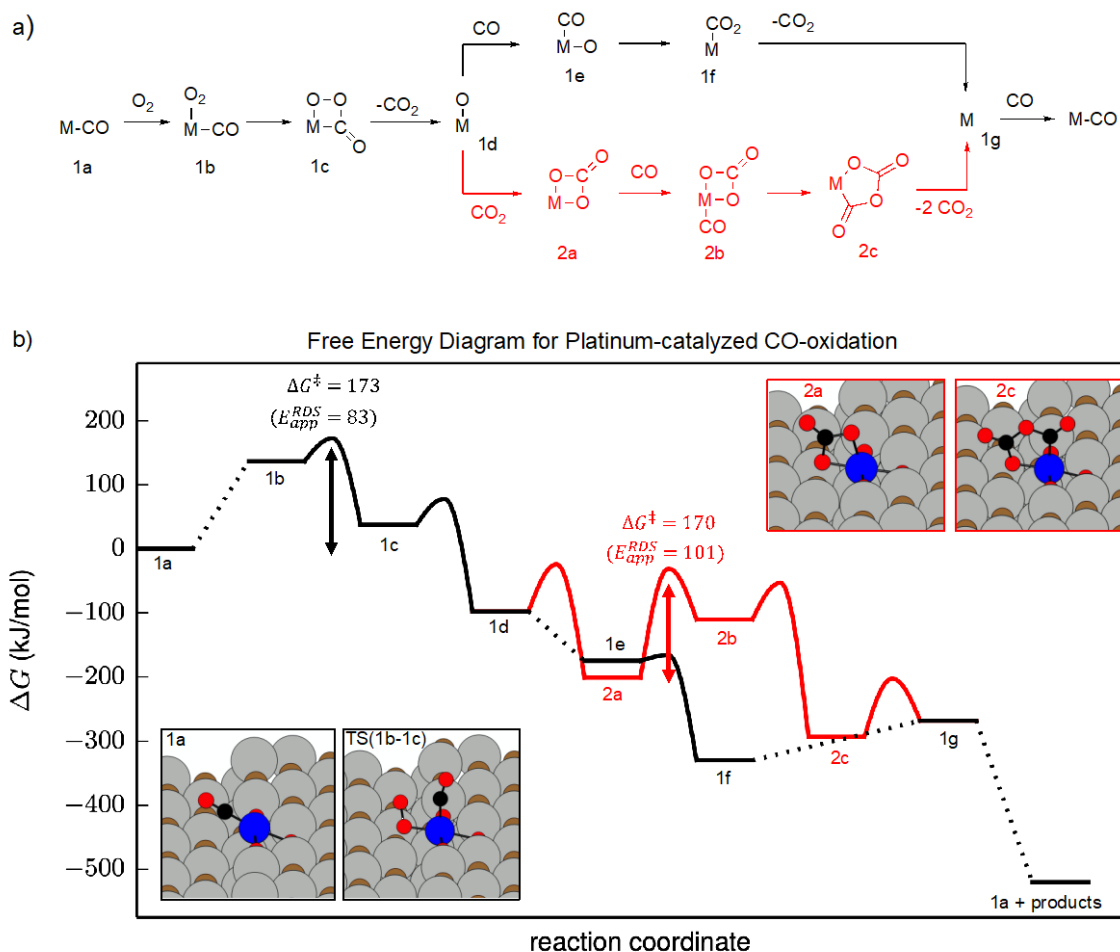 a)
CO
CO
CO₂
-CO₂
M
O
M
1e
1f
O₂
O₂
O
O
-CO₂
O
CO
M-CO
M
CO
M
C
O
M
M
M-CO
1a
1b
1c
1d
1g
O
C
O
CO
O
C
O
O
O
CO₂
M
O
M
O
M
O
-2 CO₂
CO
O
2a
2b
2c
b)
Free Energy Diagram for Platinum-catalyzed CO-oxidation
ΔG‡ = 173
(E_app^RDS = 83)
2a
2c
200
1b
100
1c
ΔG‡ = 170
(E_app^RDS = 101)
0
1a
−100
1d
2b
1e
−200
2a
ΔG (kJ/mol)
1a
TS(1b-1c)
−300
1f
2c
1g
−400
−500
1a + products
reaction coordinate